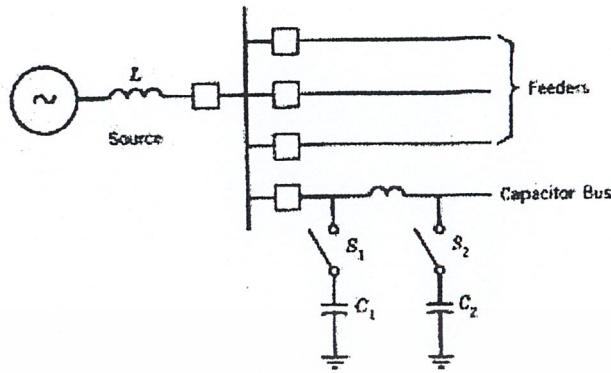 L
Source
Feeders
Capacitor Bus
S₁
S₂
C₁
C₂